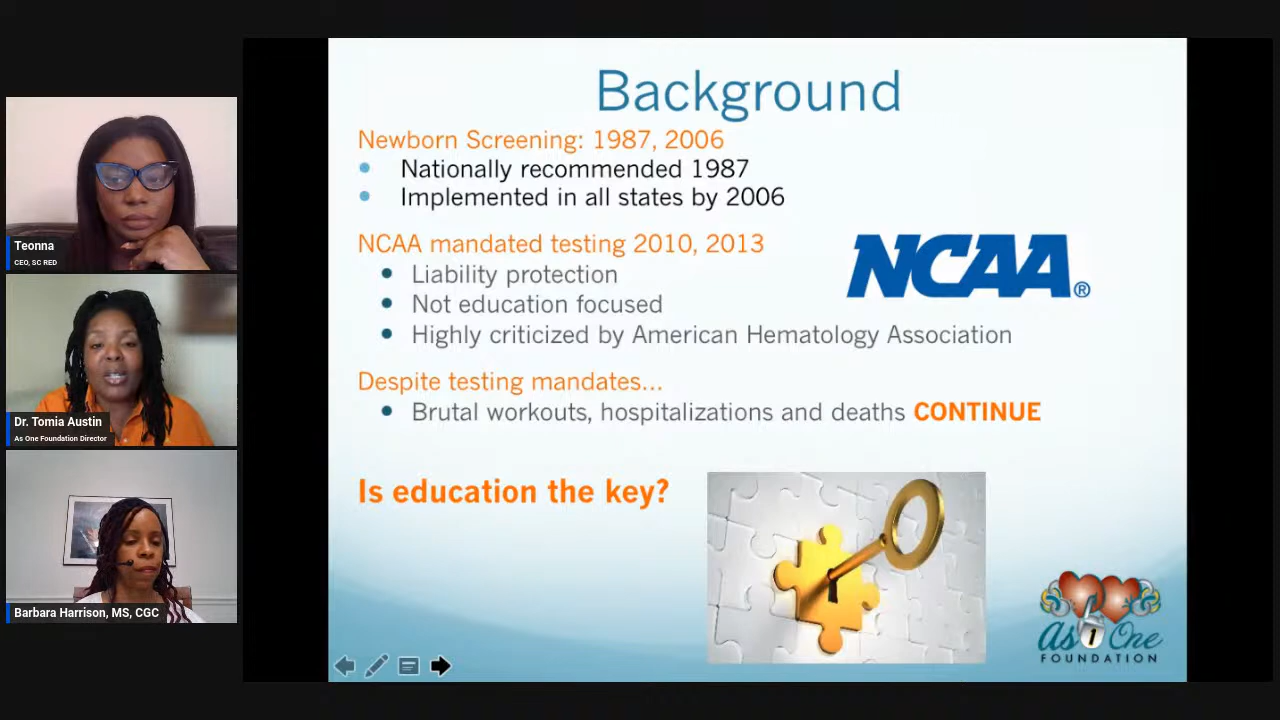 Background
Newborn Screening: 1987, 2006
Nationally recommended 1987
Implemented in all states by 2006
NCAA mandated testing 2010, 2013
Liability protection
Not education focused
Highly criticized by American Hematology Association
NCAA®
Despite testing mandates...
Brutal workouts, hospitalizations and deaths CONTINUE
Is education the key?
As 1 One
FOUNDATION
Teonna
CEO, SC RED
Dr. Tomia Austin
As One Foundation Director
Barbara Harrison, MS, CGC